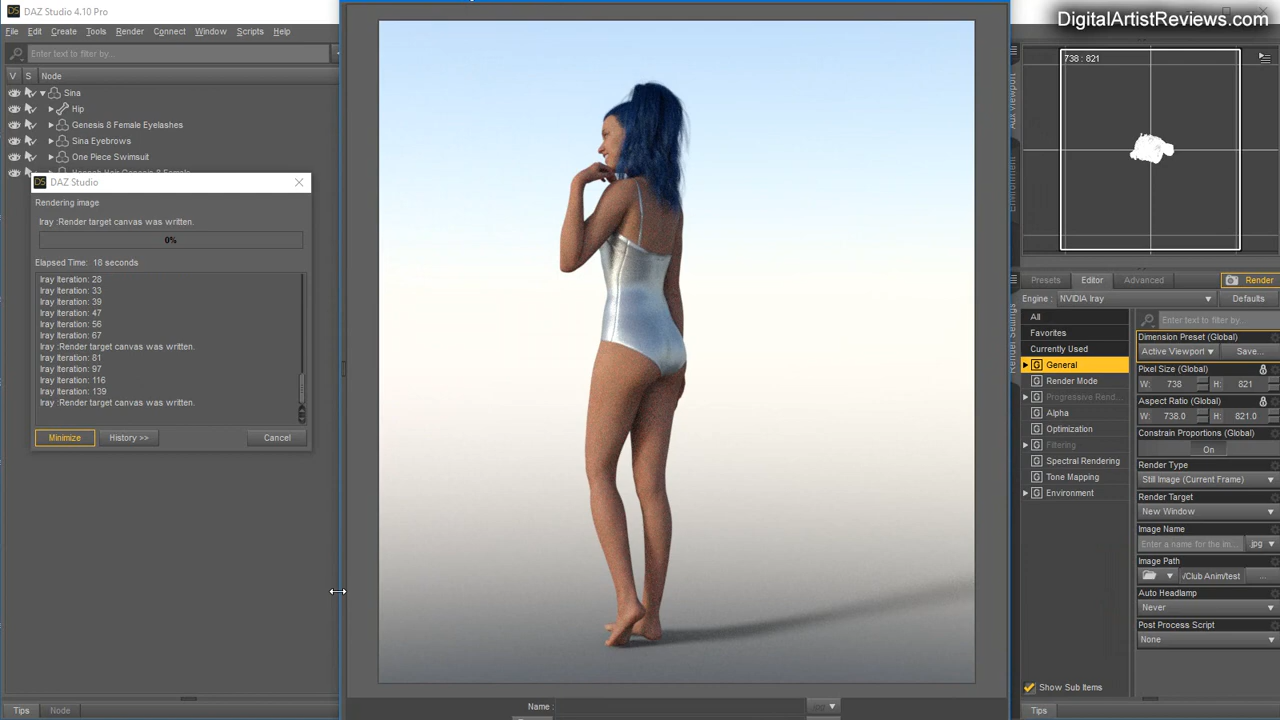 DAZ Studio 4.10 Pro
DigitalArtistReviews.com
File Edit Create Tools Render Connect Window Scripts Help
Enter text to filter by...
V S Node
Sina
Hip
Genesis 8 Female Eyelashes
Sina Eyebrows
One Piece Swimsuit
DAZ Studio
Rendering image
Iray :Render target canvas was written.
0%
Elapsed Time: 18 seconds
Iray Iteration: 28
Iray Iteration: 33
Iray Iteration: 39
Iray Iteration: 47
Iray Iteration: 56
Iray Iteration: 67
Iray :Render target canvas was written.
Iray Iteration: 81
Iray Iteration: 97
Iray Iteration: 116
Iray Iteration: 139
Iray :Render target canvas was written.
Minimize History >> Cancel
Tips Node
Name :
.jpg
738 : 821
Aux Viewport
Environment
Render Settings
Presets Editor Advanced Render
Engine : NVIDIA Iray Defaults
All
Favorites
Currently Used
G General
G Render Mode
G Progressive Rend...
G Alpha
G Optimization
G Filtering
G Spectral Rendering
G Tone Mapping
G Environment
Show Sub Items
Enter text to filter by...
Dimension Preset (Global)
Active Viewport Save...
Pixel Size (Global)
W: 738 H: 821
Aspect Ratio (Global)
W: 738.0 H: 821.0
Constrain Proportions (Global)
On
Render Type
Still Image (Current Frame)
Render Target
New Window
Image Name
Enter a name for the im... .jpg
Image Path
/Club Anim/test ...
Auto Headlamp
Never
Post Process Script
None
Tips